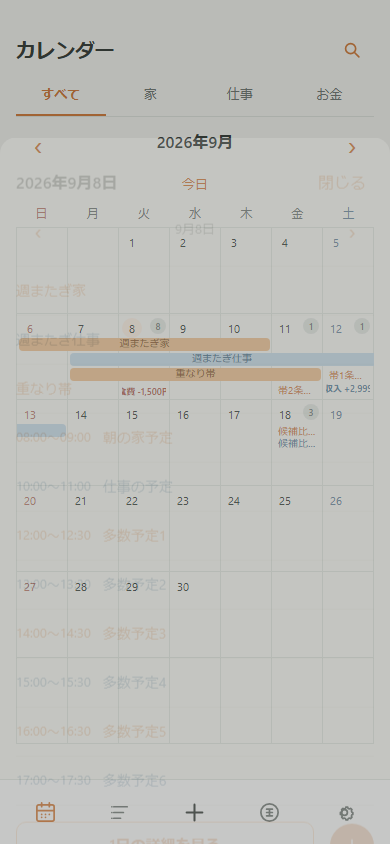 カレンダー
すべて 家 仕事 お金
2026年9月
2026年9月8日 今日 閉じる
日 月 火 水 木 金 土
9月8日
1 2 3 4 5
週またぎ家
6 7 8 8 9 10 11 1 12 1
週またぎ家
週またぎ仕事
週またぎ仕事
重なり帯
帯1条…
重なり帯
費 -1,500F 帯2条… 収入 +2,999
13 14 15 16 17 18 3 19
候補比…
09:00〜09:00 朝の家予定
候補比…
10:00〜11:00 仕事の予定
20 21 22 23 24 25 26
12:00〜12:30 多数予定1
27 28 29 30
13:00〜13:30 多数予定2
14:00〜14:30 多数予定3
15:00〜15:30 多数予定4
16:00〜16:30 多数予定5
17:00〜17:30 多数予定6
1日の詳細を見る